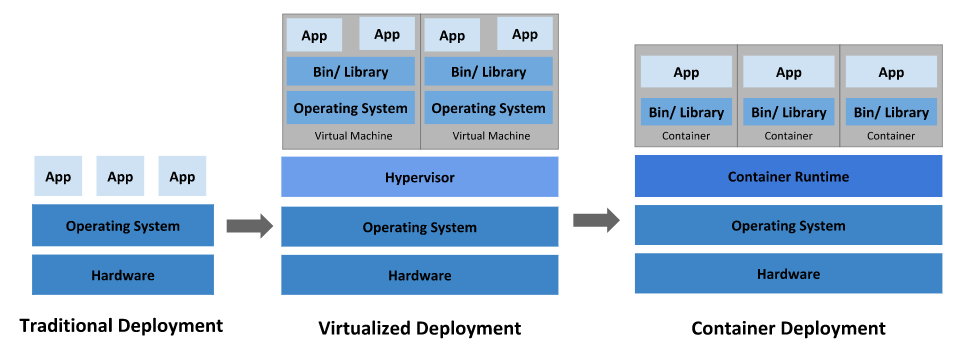 App App App
Operating System
Hardware
Traditional Deployment
App App App App
Bin/ Library Bin/ Library
Operating System Operating System
Virtual Machine Virtual Machine
Hypervisor
Operating System
Hardware
Virtualized Deployment
App App App
Bin/ Library Bin/ Library Bin/ Library
Container Container Container
Container Runtime
Operating System
Hardware
Container Deployment